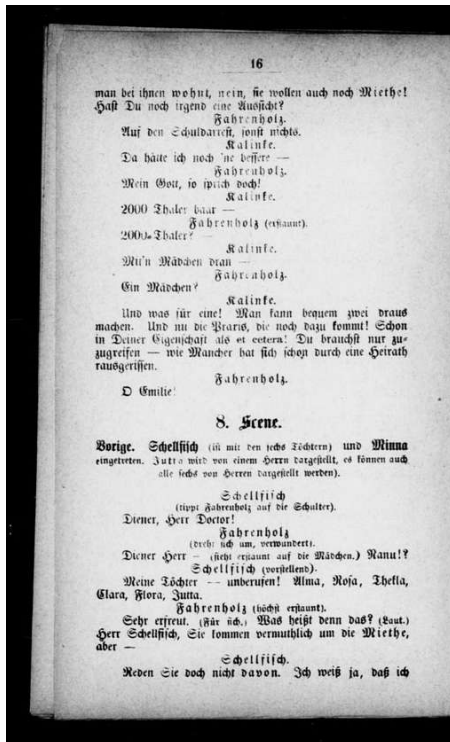 16
man bei ihnen wohnt, nein, sie wollen auch noch Miethe!
Hast Du noch irgend eine Aussicht?
Fahrenholz.
Auf den Schuldarrest, sonst nichts.
Kalinke.
Da hätte ich noch 'ne bessere —
Fahrenholz.
Mein Gott, so sprich doch!
Kalinke.
2000 Thaler baar —
Fahrenholz (erstaunt).
2000 Thaler? —
Kalinke.
Mit'n Mädchen dran —
Fahrenholz.
Ein Mädchen?
Kalinke.
Und was für eine! Man kann bequem zwei draus
machen. Und nu die Praxis, die noch dazu kommt! Schon
in Deiner Eigenschaft als et cetera! Du brauchst nur zu-
zugreifen — wie Mancher hat sich schon durch eine Heirath
rausgerissen.
Fahrenholz.
O Emilie!
8. Scene.
Vorige. Schellfisch (ist mit den sechs Töchtern) und Minna
eingetreten. Jutta wird von einem Herrn dargestellt, es können auch
alle sechs von Herren dargestellt werden).
Schellfisch
(tippt Fahrenholz auf die Schulter).
Diener, Herr Doctor!
Fahrenholz
(dreht sich um, verwundert).
Diener Herr — (sieht erstaunt auf die Mädchen.) Nanu!?
Schellfisch (vorstellend).
Meine Töchter — unberufen! Alma, Rosa, Thekla,
Clara, Flora, Jutta.
Fahrenholz (höchst erstaunt).
Sehr erfreut. (Für sich.) Was heißt denn das? (Laut.)
Herr Schellfisch, Sie kommen vermuthlich um die Miethe,
aber —
Schellfisch.
Reden Sie doch nicht davon. Ich weiß ja, daß ich